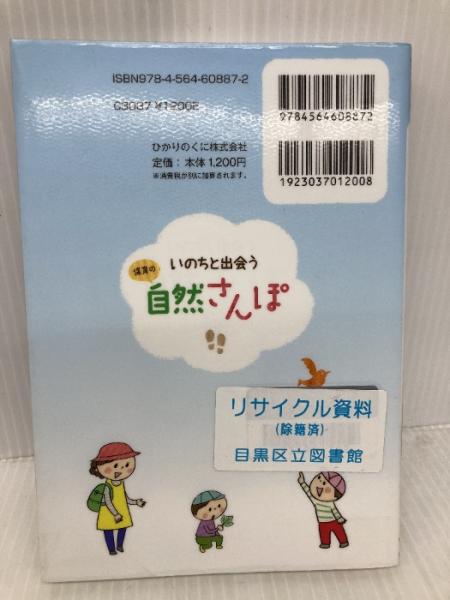 ISBN978-4-564-60887-2
C3037 ¥1200E
ひかりのくに株式会社
定価：本体1,200円
※消費税が別に加算されます。
9784564608872
1923037012008
いのちと出会う
保育の
自然さんぽ
リサイクル資料
(除籍済)
目黒区立図書館